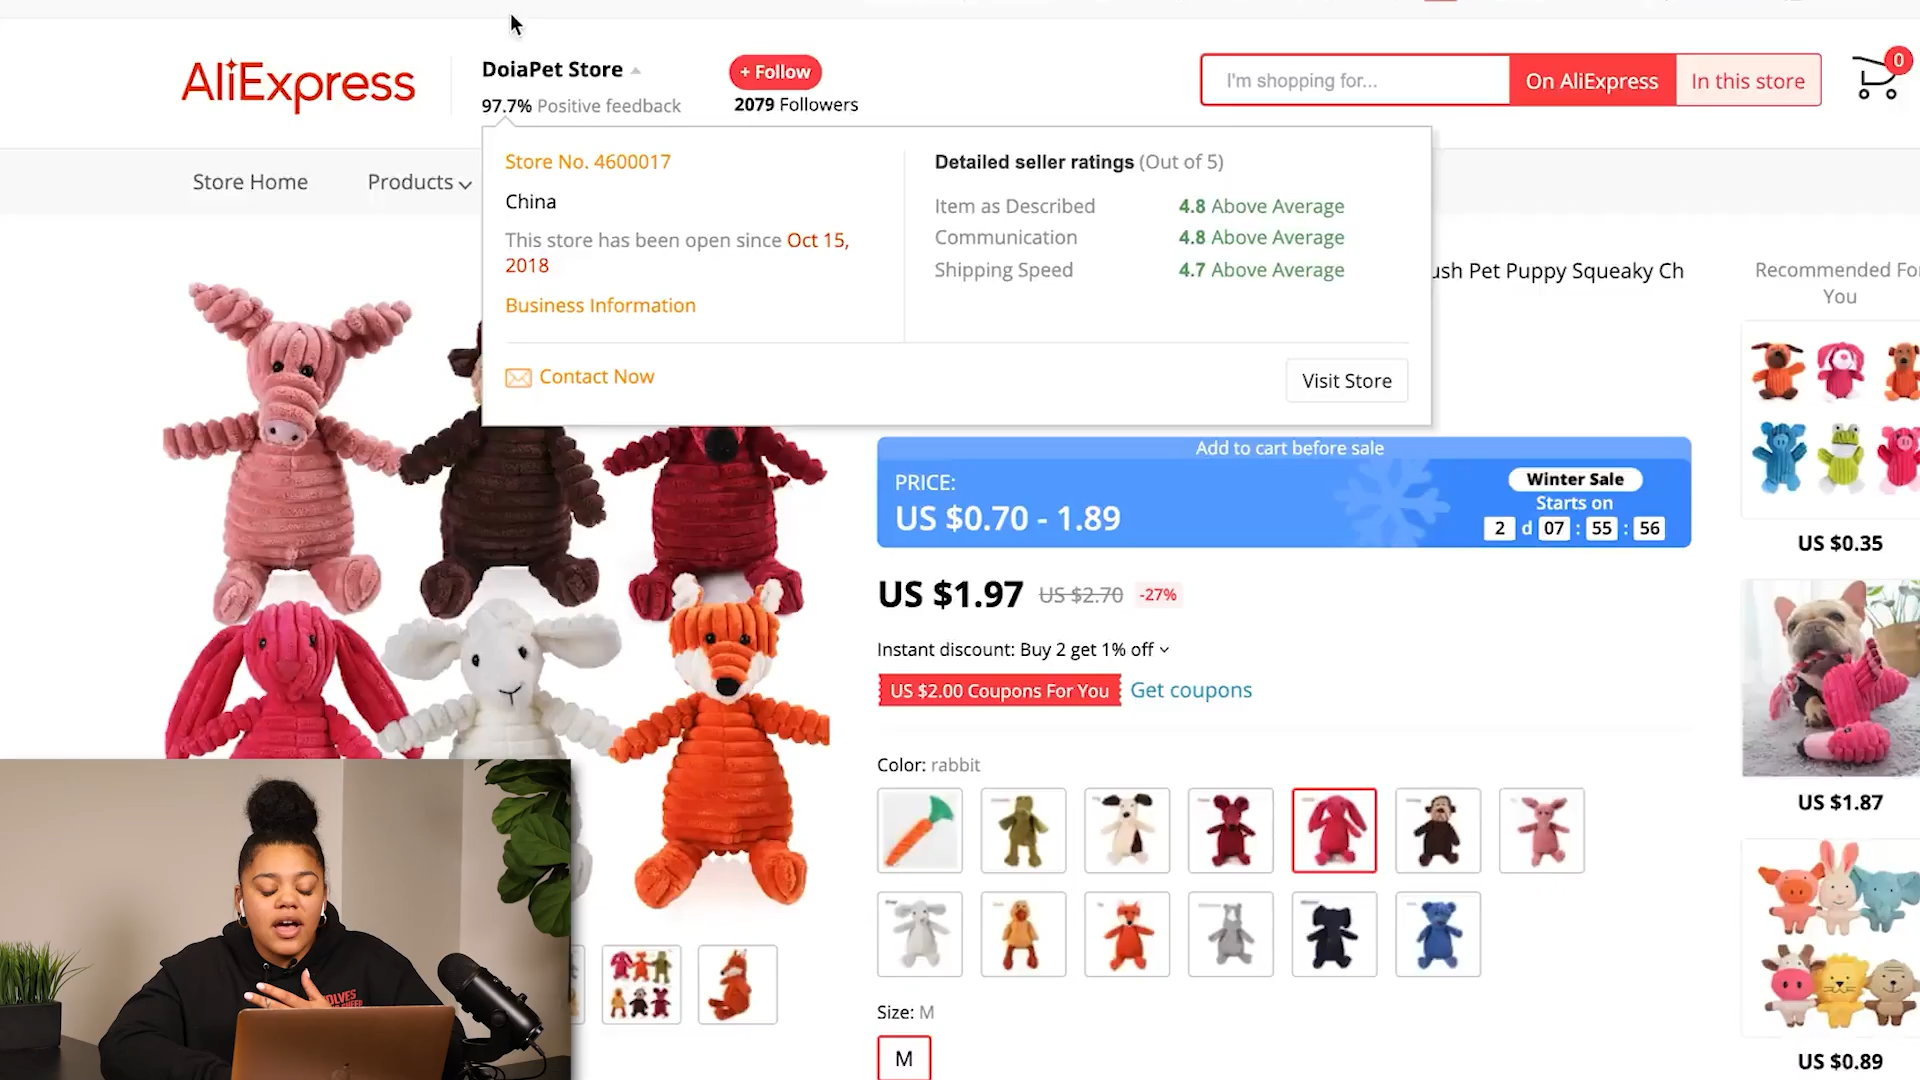 AliExpress
DoiaPet Store
97.7% Positive feedback
+ Follow
2079 Followers
I'm shopping for...
On AliExpress
In this store
0
Store Home
Products
Store No. 4600017
China
This store has been open since Oct 15,
2018
Business Information
Contact Now
Detailed seller ratings (Out of 5)
Item as Described 4.8 Above Average
Communication 4.8 Above Average
Shipping Speed 4.7 Above Average
Visit Store
ush Pet Puppy Squeaky Ch
Recommended Fo
You
Add to cart before sale
PRICE:
US $0.70 - 1.89
Winter Sale
Starts on
2 d 07 : 55 : 56
US $1.97 US $2.70 -27%
Instant discount: Buy 2 get 1% off
US $2.00 Coupons For You Get coupons
Color: rabbit
Size: M
M
US $0.35
US $1.87
US $0.89